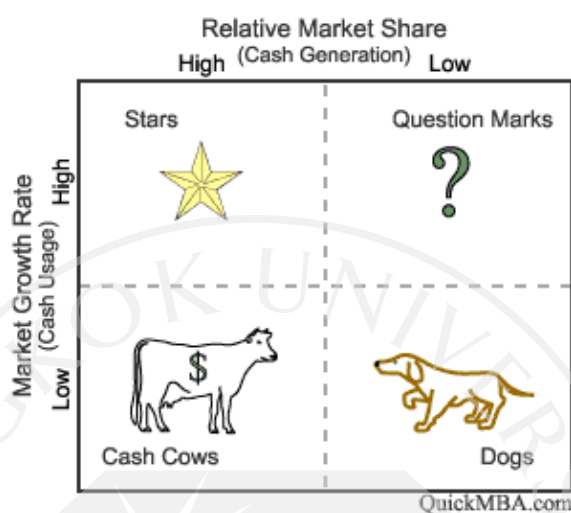 Relative Market Share
(Cash Generation)
High Low
Market Growth Rate
(Cash Usage)
High
Low
Stars
Question Marks
?
$
Cash Cows
Dogs
QuickMBA.com